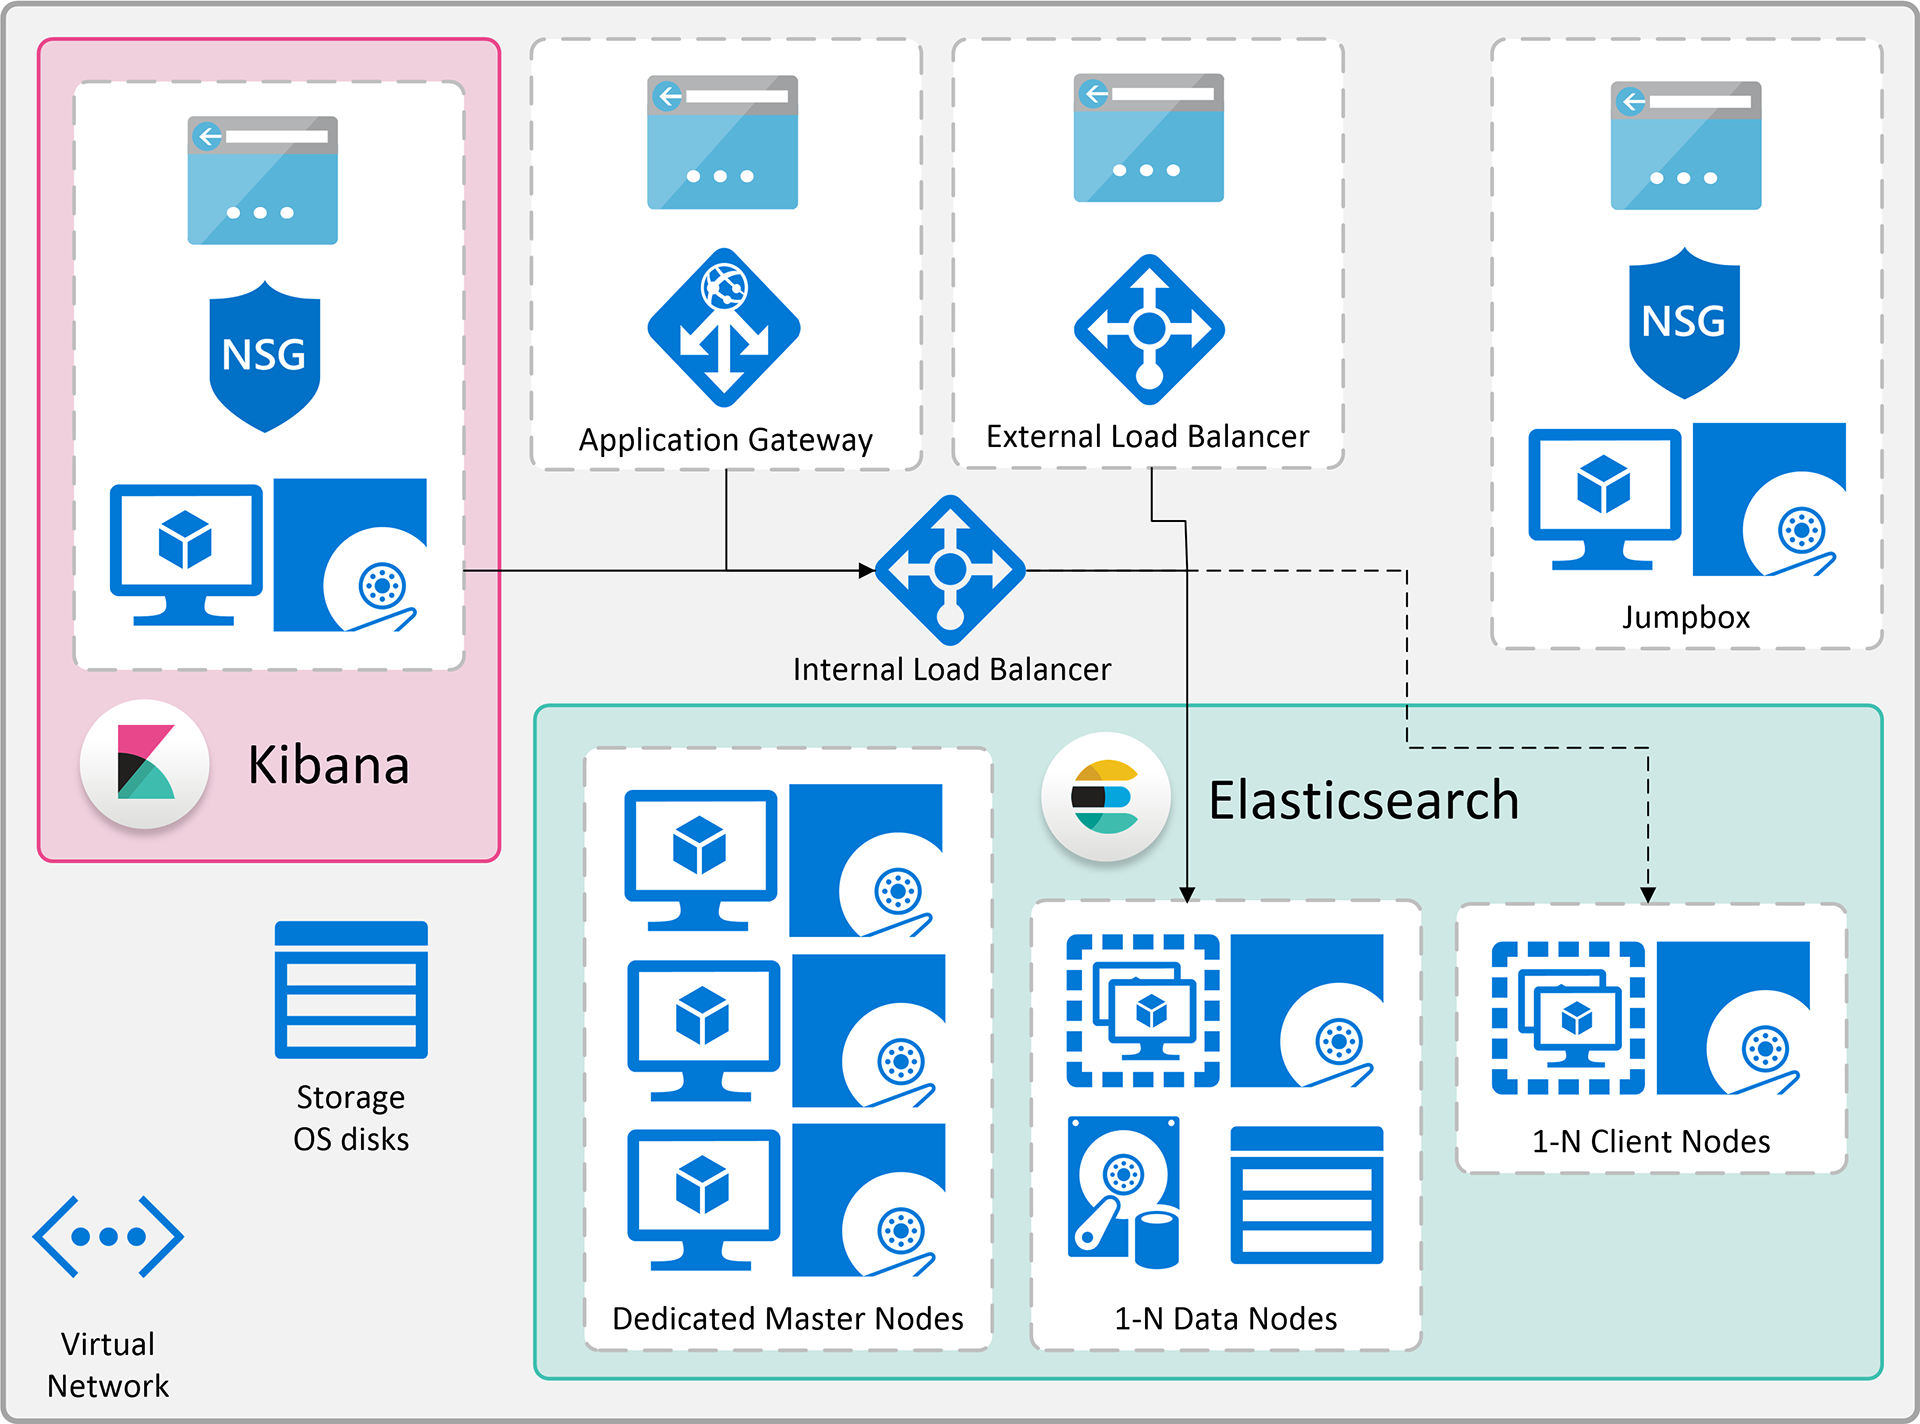 NSG
Kibana
Application Gateway
External Load Balancer
NSG
Jumpbox
Internal Load Balancer
Elasticsearch
Dedicated Master Nodes
1-N Data Nodes
1-N Client Nodes
Storage
OS disks
Virtual
Network